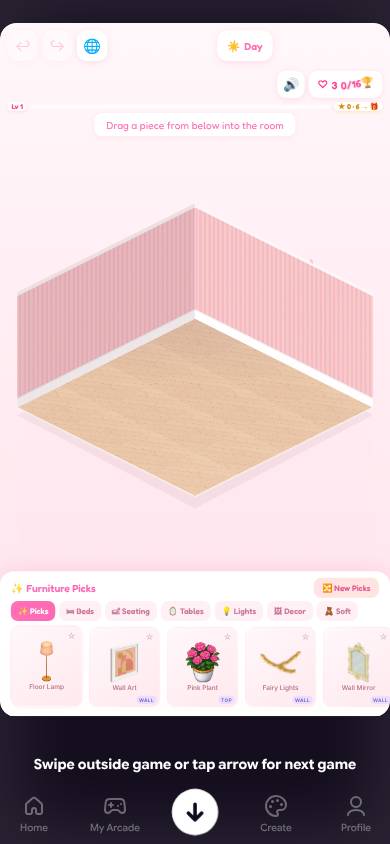 Day
3 0/16
Lv 1
0·6
Drag a piece from below into the room
Furniture Picks
New Picks
Picks
Beds
Seating
Tables
Lights
Decor
Soft
Floor Lamp
Wall Art
WALL
Pink Plant
TOP
Fairy Lights
WALL
Wall Mirror
WALL
Swipe outside game or tap arrow for next game
Home
My Arcade
Create
Profile